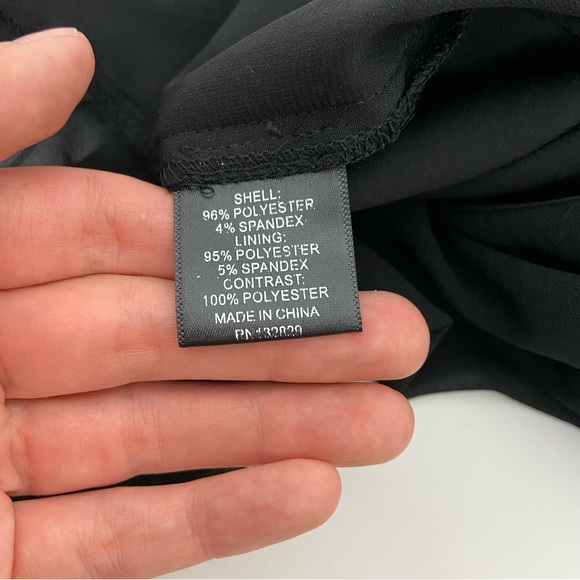 SHELL:
96% POLYESTER
4% SPANDEX
LINING:
95% POLYESTER
5% SPANDEX
CONTRAST:
100% POLYESTER
MADE IN CHINA